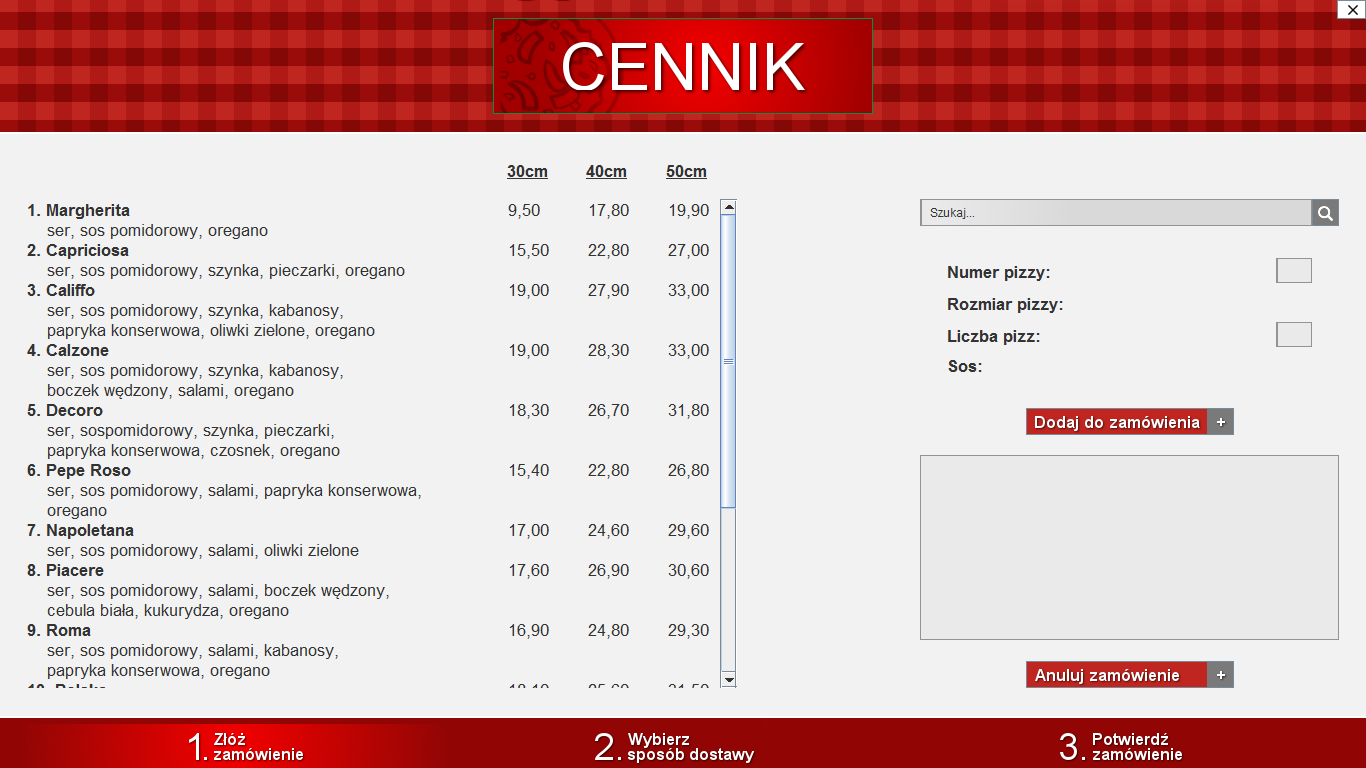 CENNIK
30cm 40cm 50cm
1. Margherita 9,50 17,80 19,90
ser, sos pomidorowy, oregano
2. Capriciosa 15,50 22,80 27,00
ser, sos pomidorowy, szynka, pieczarki, oregano
3. Califfo 19,00 27,90 33,00
ser, sos pomidorowy, szynka, kabanosy,
papryka konserwowa, oliwki zielone, oregano
4. Calzone 19,00 28,30 33,00
ser, sos pomidorowy, szynka, kabanosy,
boczek wędzony, salami, oregano
5. Decoro 18,30 26,70 31,80
ser, sospomidorowy, szynka, pieczarki,
papryka konserwowa, czosnek, oregano
6. Pepe Roso 15,40 22,80 26,80
ser, sos pomidorowy, salami, papryka konserwowa,
oregano
7. Napoletana 17,00 24,60 29,60
ser, sos pomidorowy, salami, oliwki zielone
8. Piacere 17,60 26,90 30,60
ser, sos pomidorowy, salami, boczek wędzony,
cebula biała, kukurydza, oregano
9. Roma 16,90 24,80 29,30
ser, sos pomidorowy, salami, kabanosy,
papryka konserwowa, oregano
Szukaj...
Numer pizzy:
Rozmiar pizzy:
Liczba pizz:
Sos:
Dodaj do zamówienia +
Anuluj zamówienie +
1. Złóż
zamówienie
2. Wybierz
sposób dostawy
3. Potwierdź
zamówienie